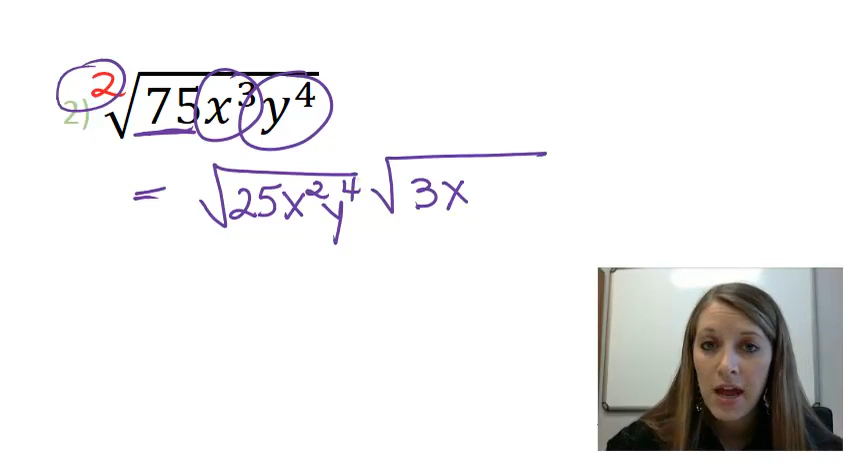 2) ²√75x³y⁴
= √25x²y⁴ √3x